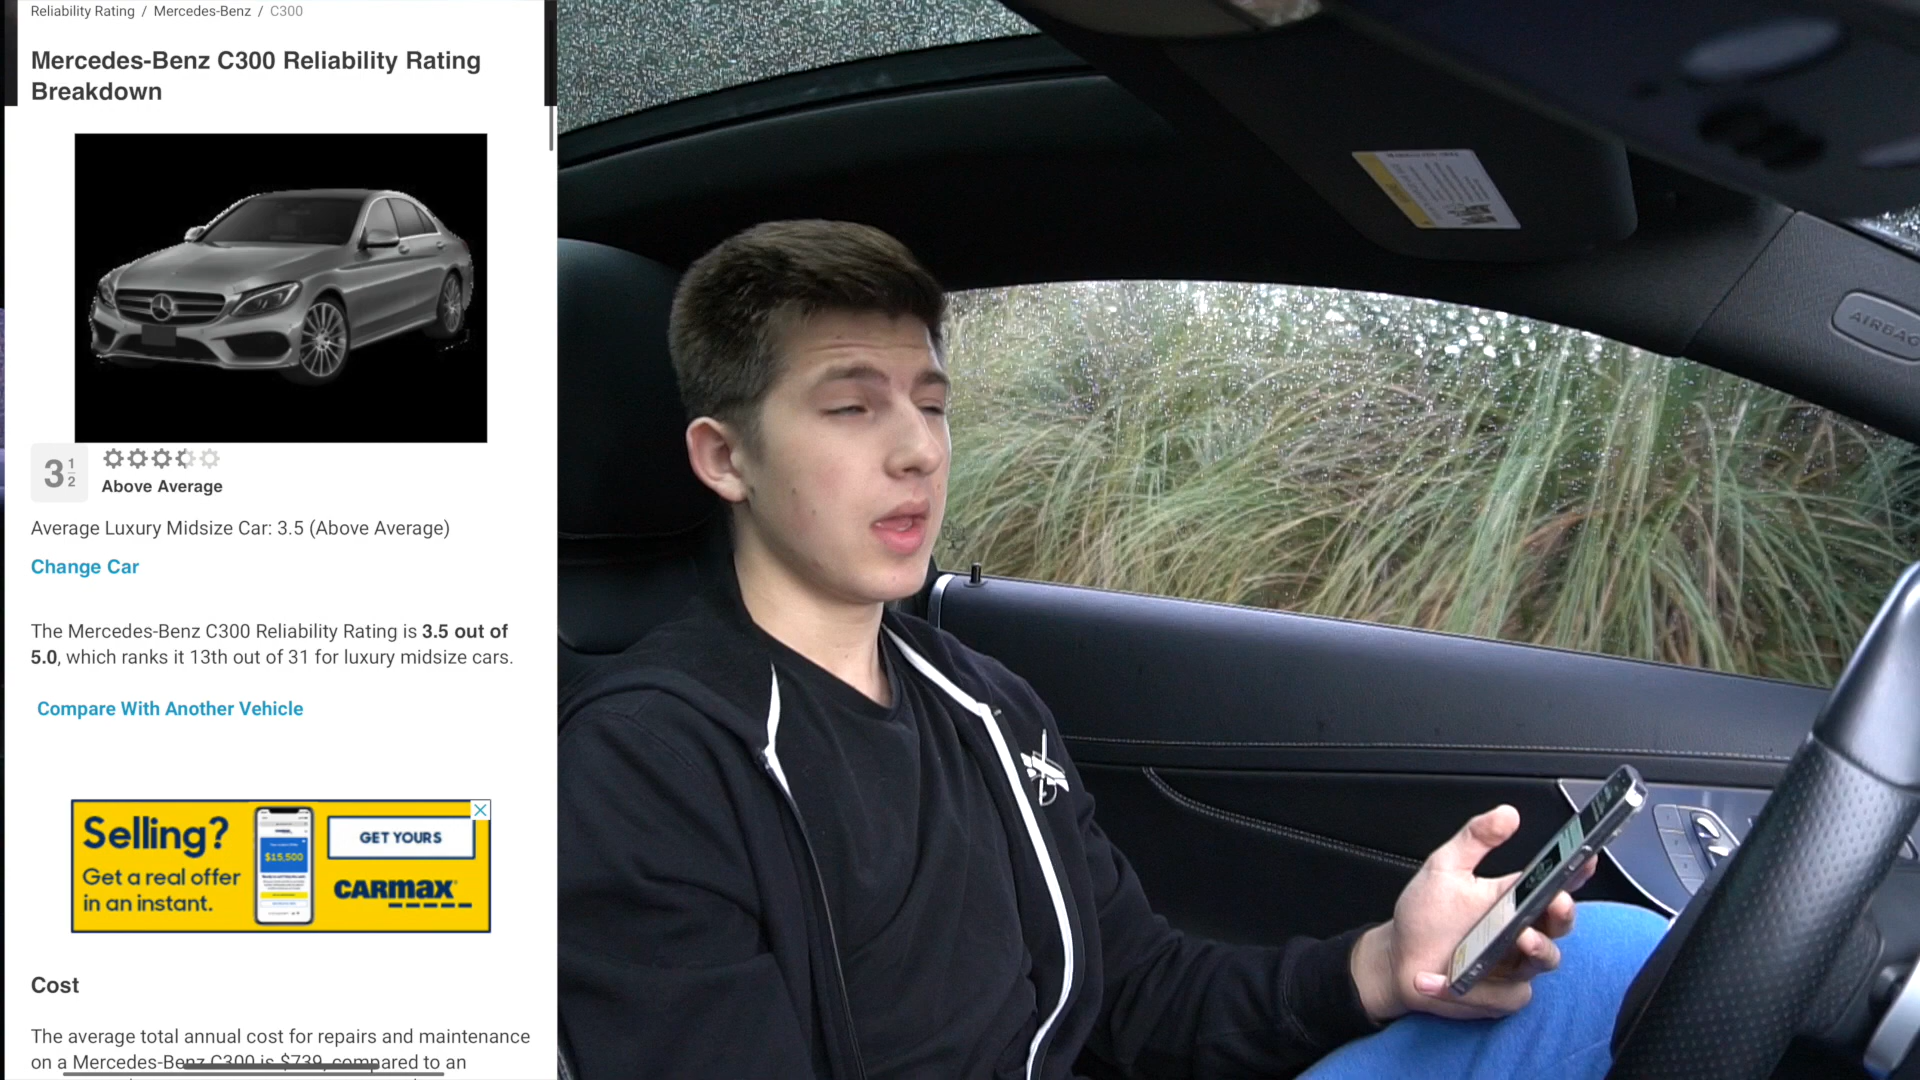 Reliability Rating / Mercedes-Benz / C300
Mercedes-Benz C300 Reliability Rating
Breakdown
3 1/2
Above Average
Average Luxury Midsize Car: 3.5 (Above Average)
Change Car
The Mercedes-Benz C300 Reliability Rating is 3.5 out of
5.0, which ranks it 13th out of 31 for luxury midsize cars.
Compare With Another Vehicle
Selling?
Get a real offer
in an instant.
$15,500
GET YOURS
CARMAX
Cost
The average total annual cost for repairs and maintenance
on a Mercedes-Benz C300 is $739, compared to an
AIRBAG